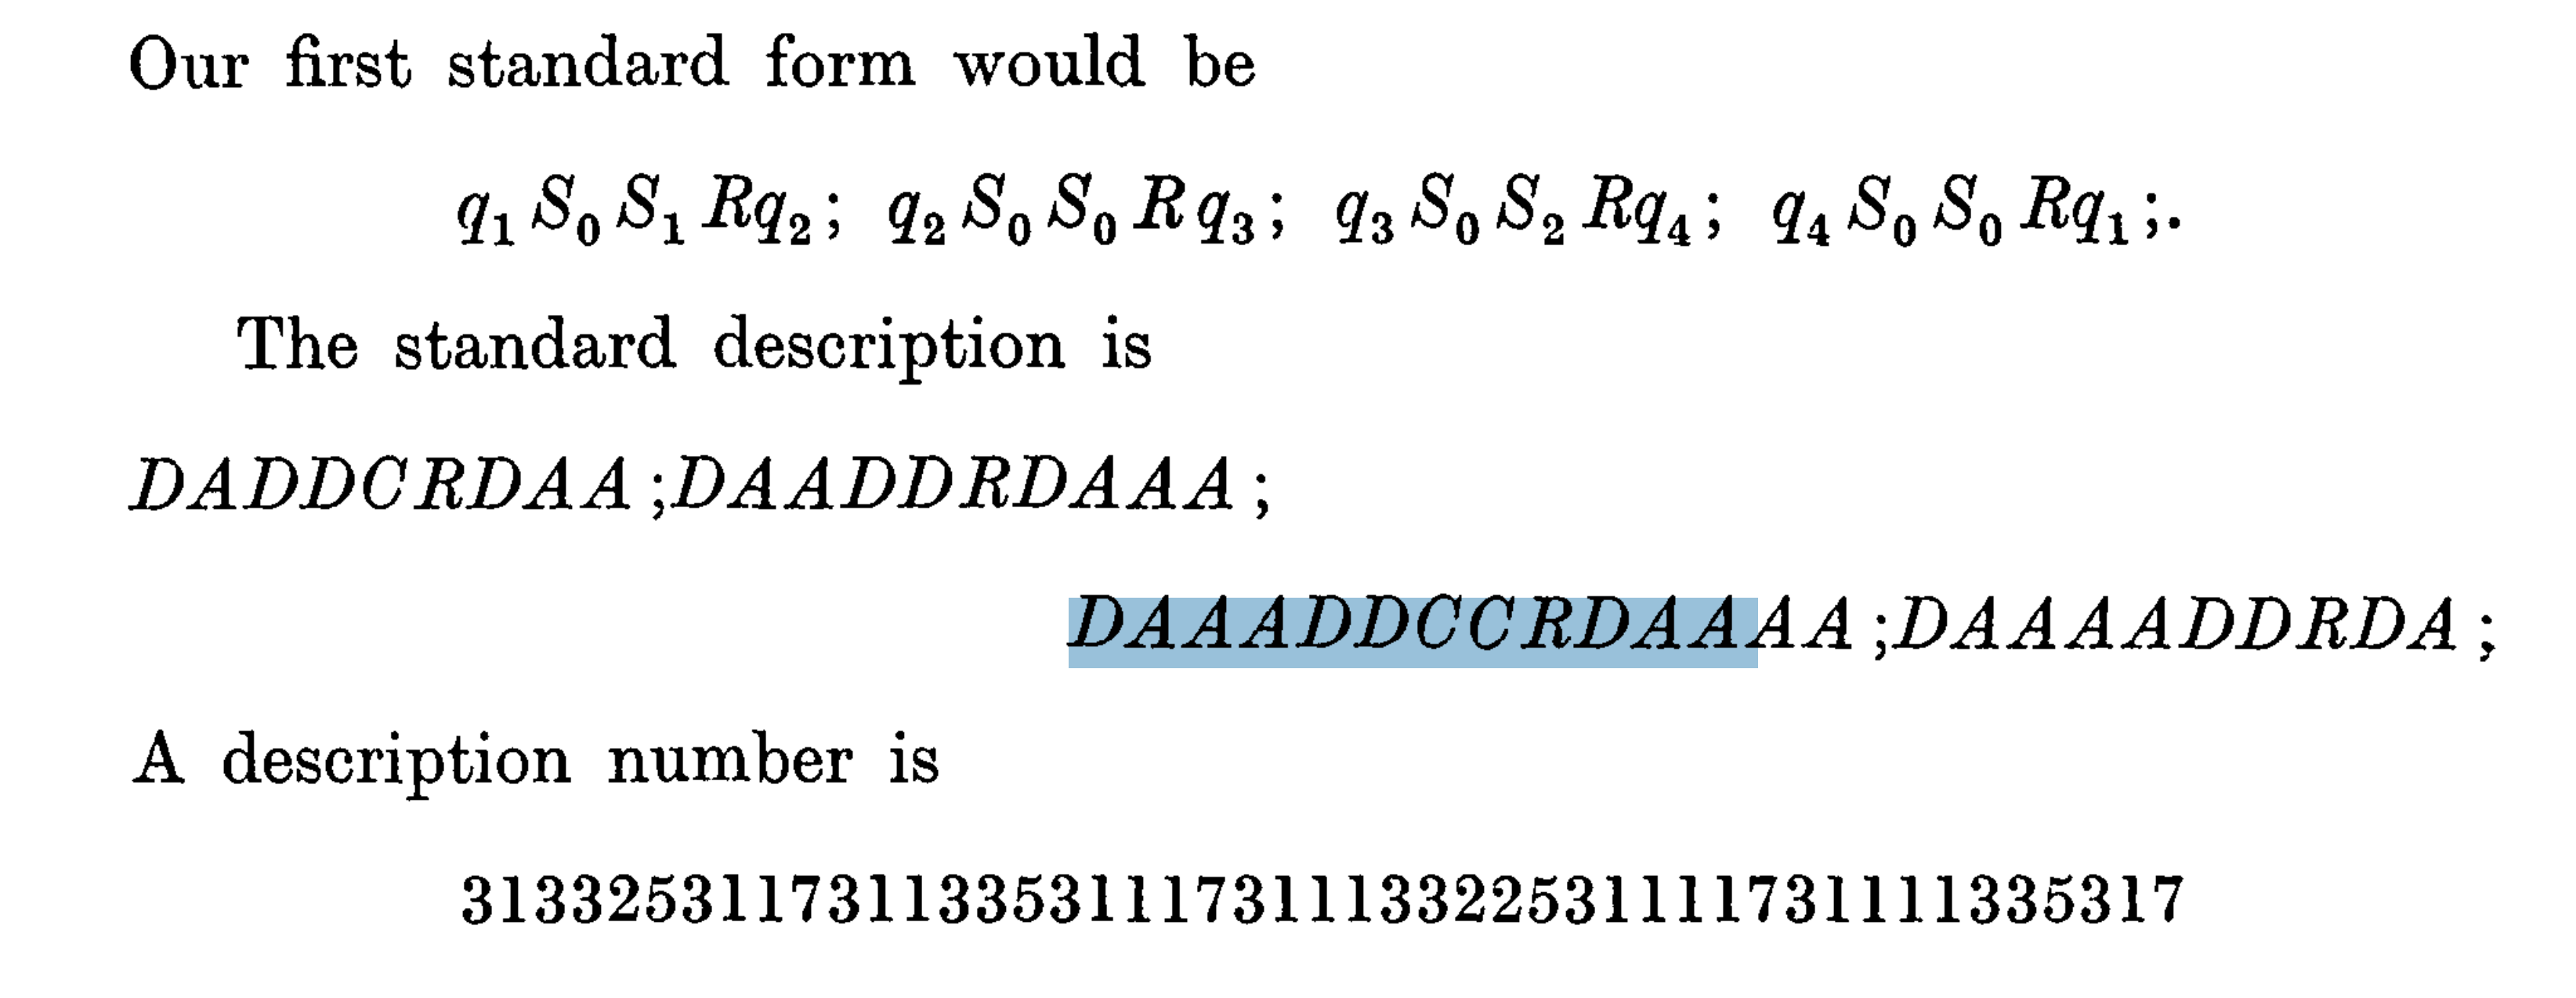 Our first standard form would be
q₁ S₀ S₁ Rq₂; q₂ S₀ S₀ R q₃; q₃ S₀ S₂ Rq₄; q₄ S₀ S₀ Rq₁;.
The standard description is
DADDCRDAA;DAADDRDAAA;
DAAADDCCRDAAAA;DAAAADDRDA;
A description number is
31332531173113353111731113322531111731111335317